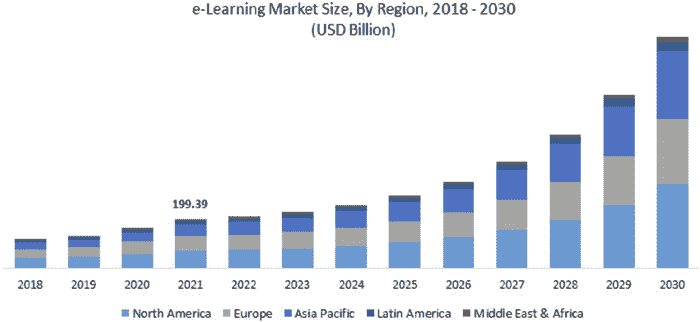 e-Learning Market Size, By Region, 2018 - 2030
(USD Billion)
199.39
2018 2019 2020 2021 2022 2023 2024 2025 2026 2027 2028 2029 2030
North America Europe Asia Pacific Latin America Middle East & Africa